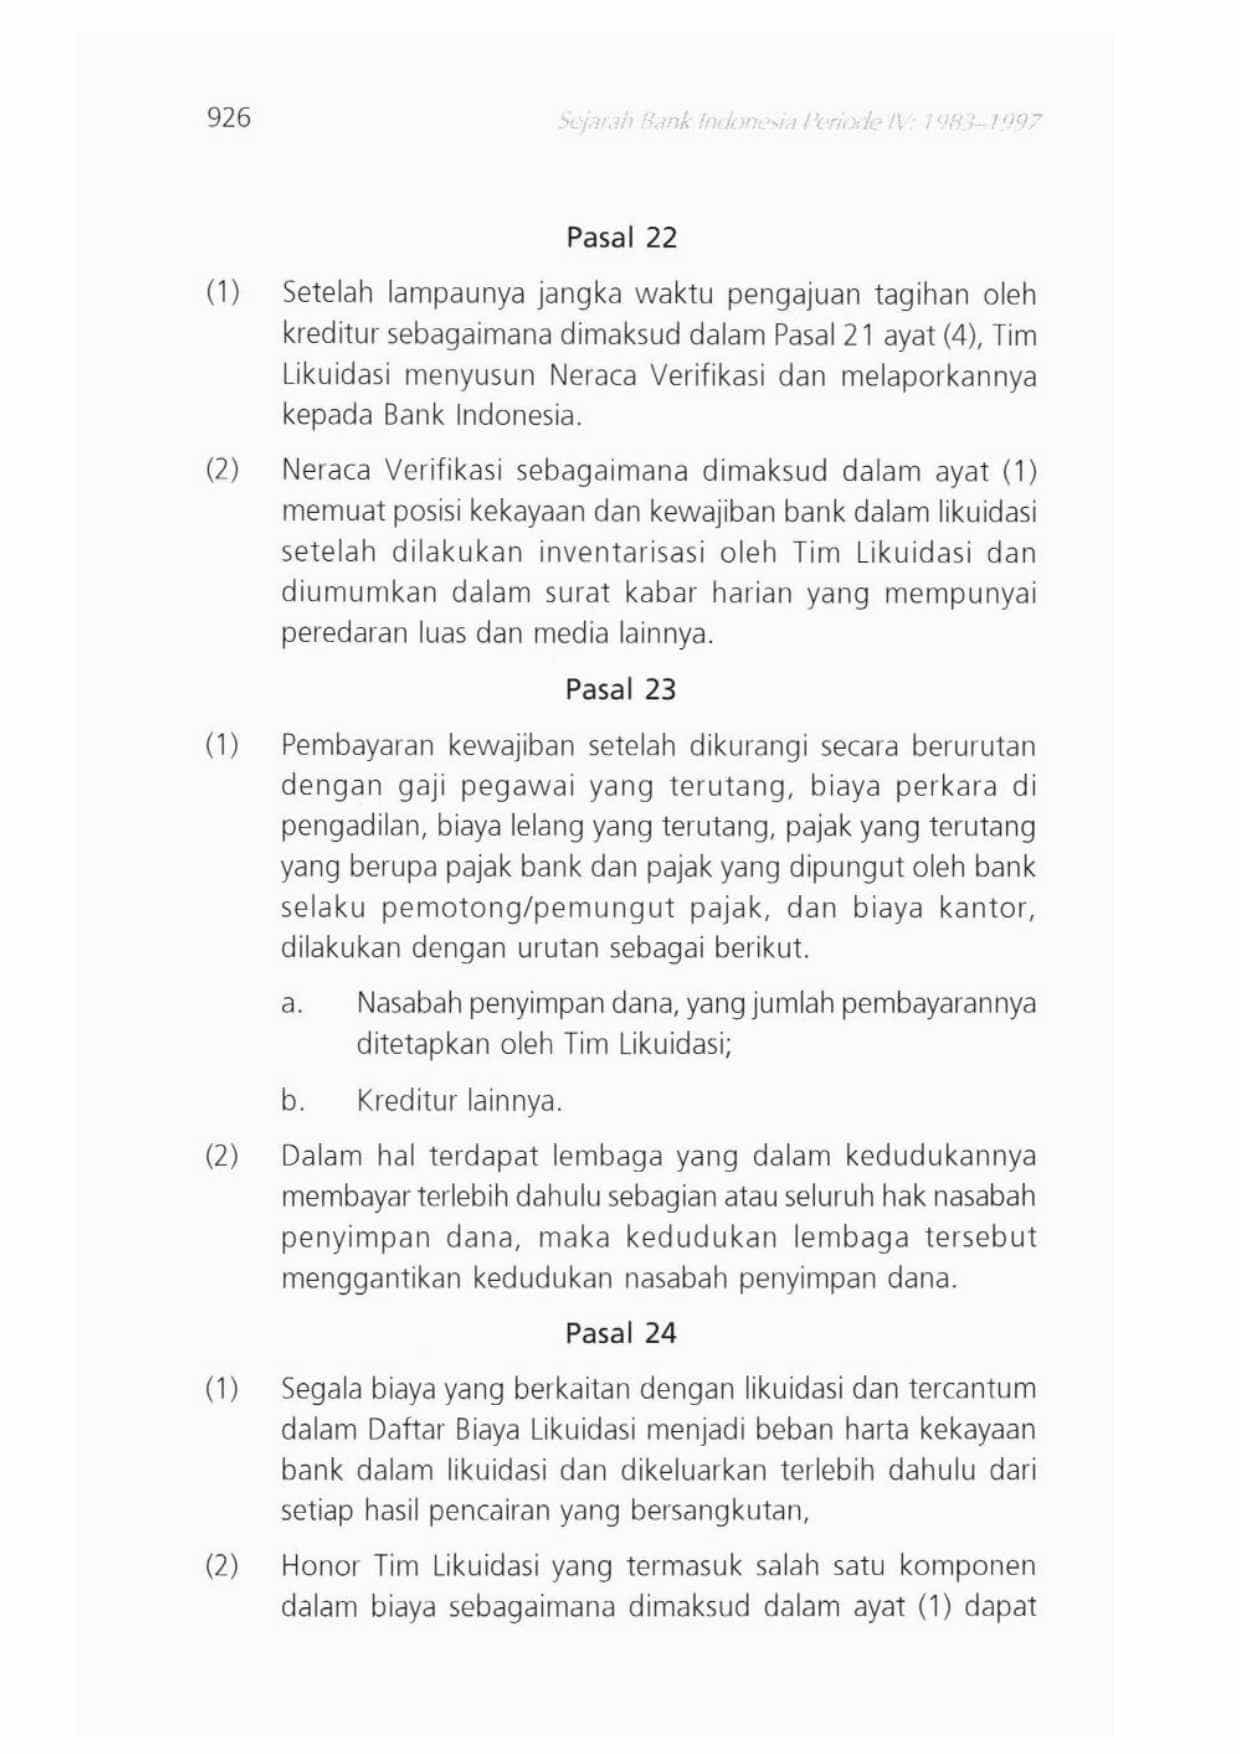 926
Sejarah Bank Indonesia Periode IV: 1983–1997
Pasal 22
(1) Setelah lampaunya jangka waktu pengajuan tagihan oleh
kreditur sebagaimana dimaksud dalam Pasal 21 ayat (4), Tim
Likuidasi menyusun Neraca Verifikasi dan melaporkannya
kepada Bank Indonesia.
(2) Neraca Verifikasi sebagaimana dimaksud dalam ayat (1)
memuat posisi kekayaan dan kewajiban bank dalam likuidasi
setelah dilakukan inventarisasi oleh Tim Likuidasi dan
diumumkan dalam surat kabar harian yang mempunyai
peredaran luas dan media lainnya.
Pasal 23
(1) Pembayaran kewajiban setelah dikurangi secara berurutan
dengan gaji pegawai yang terutang, biaya perkara di
pengadilan, biaya lelang yang terutang, pajak yang terutang
yang berupa pajak bank dan pajak yang dipungut oleh bank
selaku pemotong/pemungut pajak, dan biaya kantor,
dilakukan dengan urutan sebagai berikut.
a. Nasabah penyimpan dana, yang jumlah pembayarannya
ditetapkan oleh Tim Likuidasi;
b. Kreditur lainnya.
(2) Dalam hal terdapat lembaga yang dalam kedudukannya
membayar terlebih dahulu sebagian atau seluruh hak nasabah
penyimpan dana, maka kedudukan lembaga tersebut
menggantikan kedudukan nasabah penyimpan dana.
Pasal 24
(1) Segala biaya yang berkaitan dengan likuidasi dan tercantum
dalam Daftar Biaya Likuidasi menjadi beban harta kekayaan
bank dalam likuidasi dan dikeluarkan terlebih dahulu dari
setiap hasil pencairan yang bersangkutan,
(2) Honor Tim Likuidasi yang termasuk salah satu komponen
dalam biaya sebagaimana dimaksud dalam ayat (1) dapat